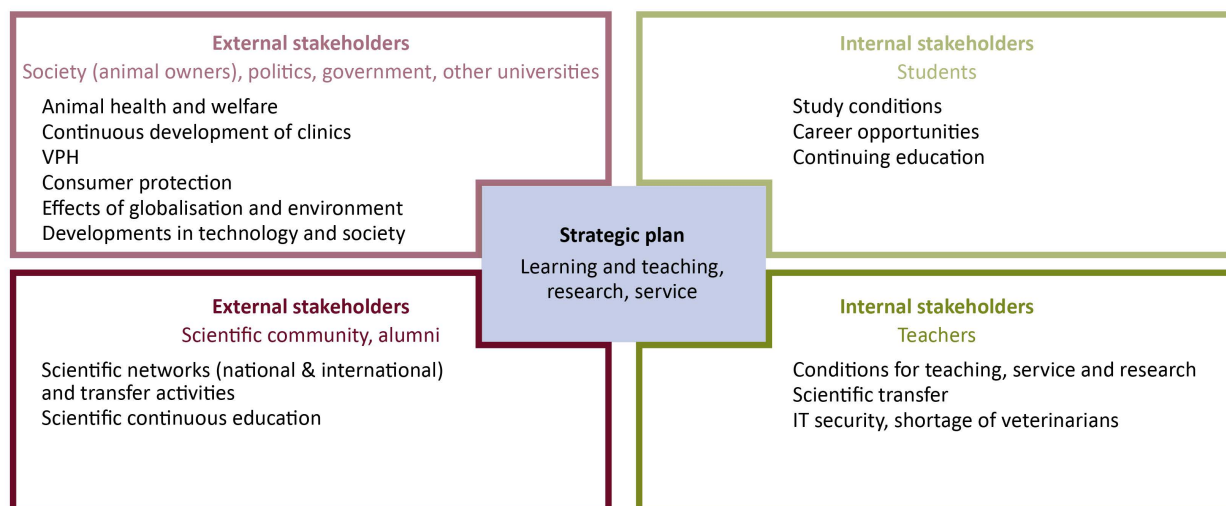 External stakeholders
Society (animal owners), politics, government, other universities
Animal health and welfare
Continuous development of clinics
VPH
Consumer protection
Effects of globalisation and environment
Developments in technology and society
Internal stakeholders
Students
Study conditions
Career opportunities
Continuing education
Strategic plan
Learning and teaching,
research, service
External stakeholders
Scientific community, alumni
Scientific networks (national & international)
and transfer activities
Scientific continuous education
Internal stakeholders
Teachers
Conditions for teaching, service and research
Scientific transfer
IT security, shortage of veterinarians